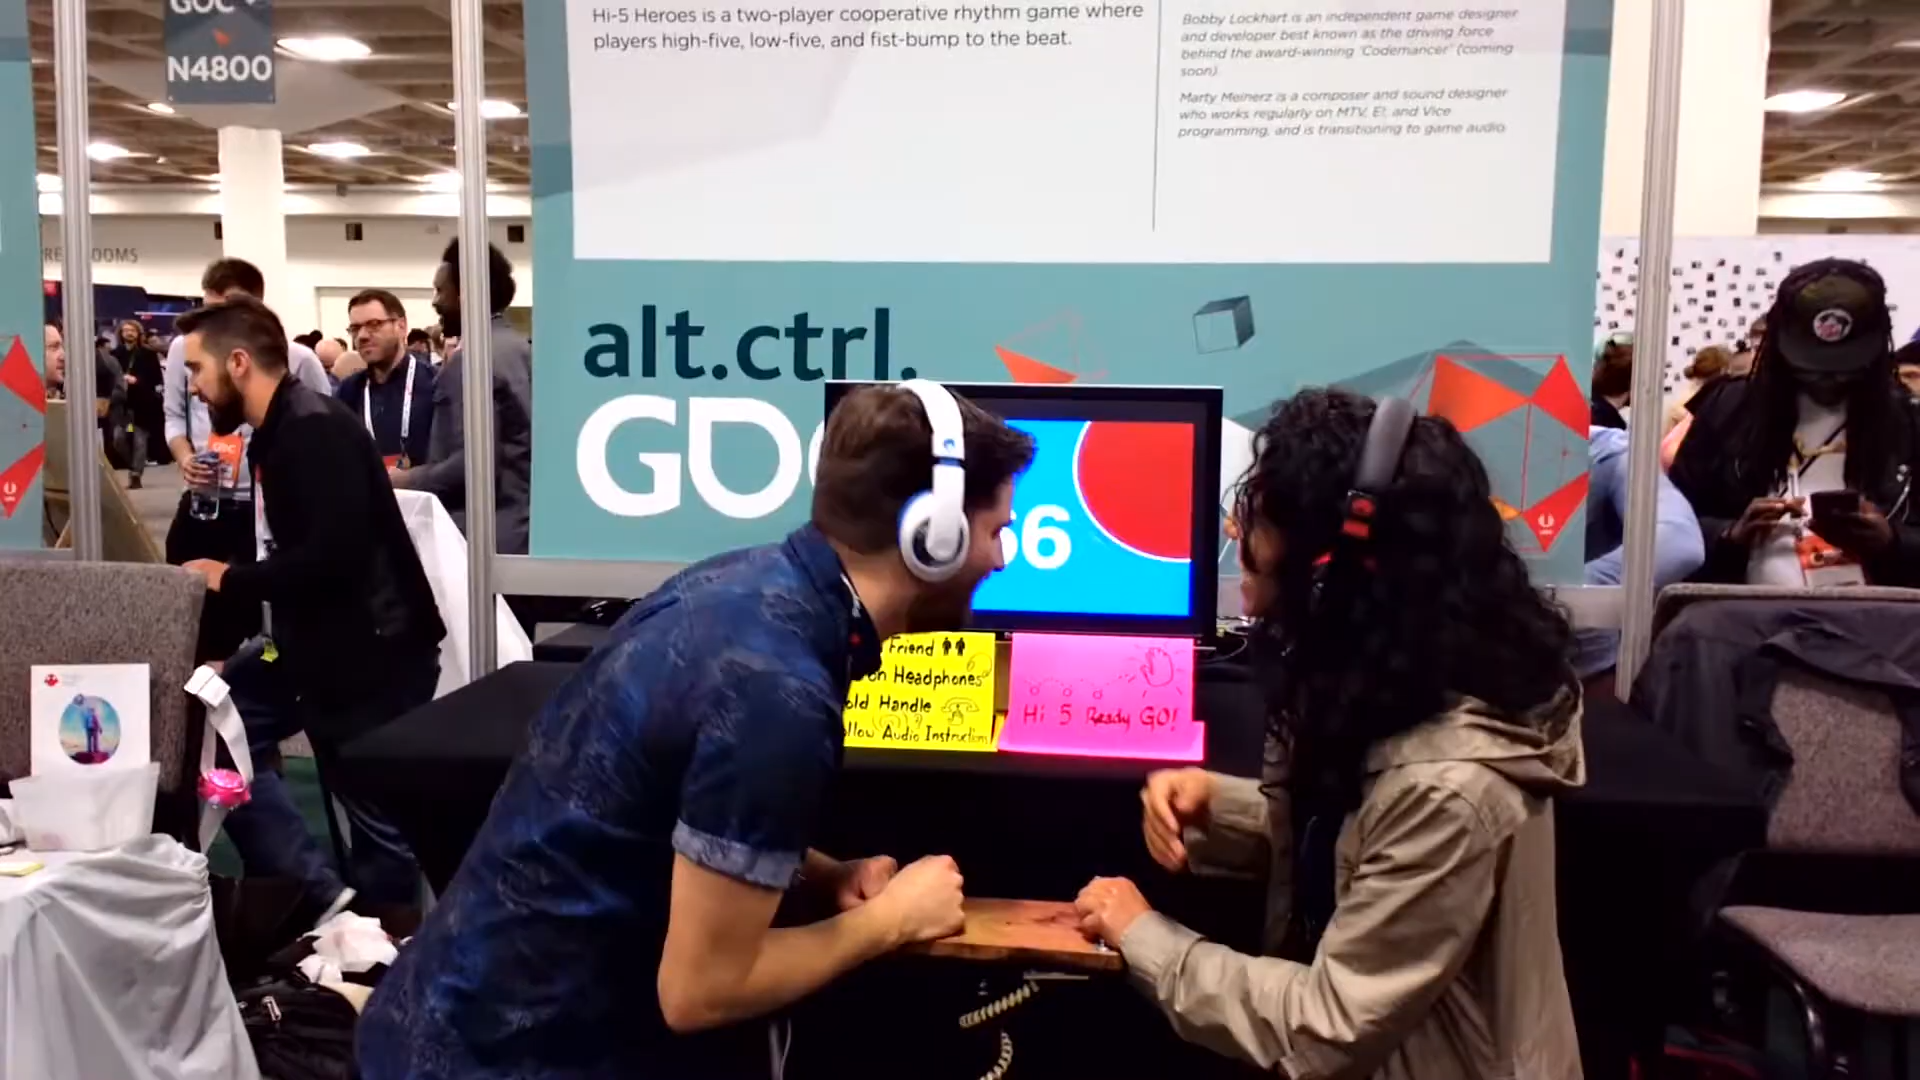 GDC
N4800
Hi-5 Heroes is a two-player cooperative rhythm game where
players high-five, low-five, and fist-bump to the beat.
Bobby Lockhart is an independent game designer
and developer best known as the driving force
behind the award-winning 'Codemancer' (coming
soon).
Marty Meinerz is a composer and sound designer
who works regularly on MTV, E!, and Vice
programming, and is transitioning to game audio.
OOMS
alt.ctrl.
GD
GDC
66
Friend
on Headphones
old Handle
llow Audio Instruction
Hi 5 Ready GO!